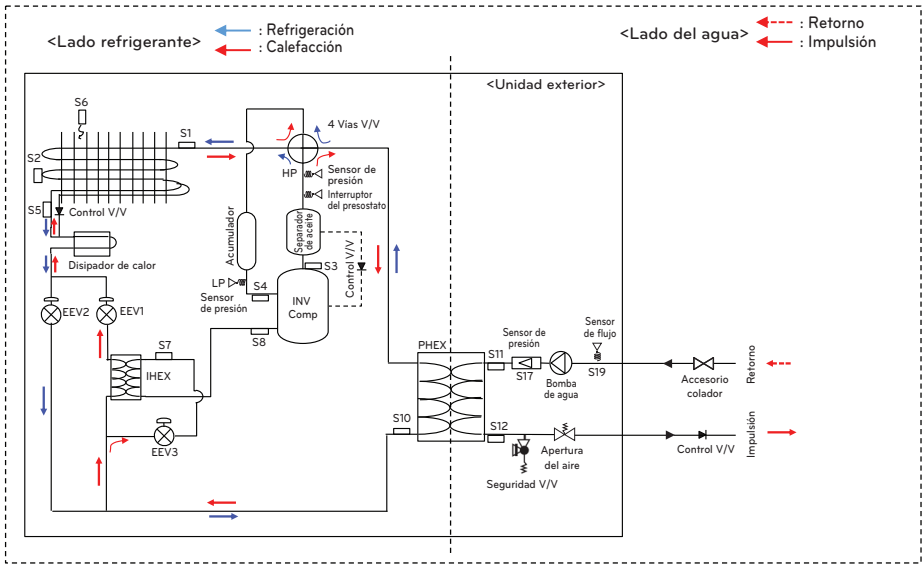 <Lado refrigerante>
: Refrigeración
: Calefacción
<Lado del agua>
: Retorno
: Impulsión
<Unidad exterior>
S6
S1
S2
S5
Control V/V
Disipador de calor
EEV2
EEV1
S7
IHEX
EEV3
4 Vías V/V
HP
Sensor de
presión
Interruptor
del presostato
Acumulador
Separador
de aceite
Control V/V
S3
LP
Sensor
de presión
S4
INV
Comp
S8
PHEX
S10
S11
S12
Sensor de
presión
S17
Bomba
de agua
Sensor
de flujo
S19
Accesorio
colador
Retorno
Apertura
del aire
Seguridad V/V
Control V/V
Impulsión